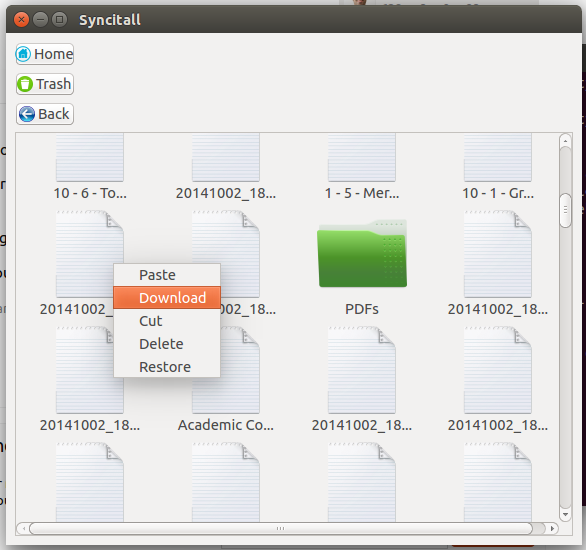 Syncitall
Home
Trash
Back
10 - 6 - To...
20141002_18...
1 - 5 - Mer...
10 - 1 - Gr...
20141002_
18...
PDFs
20141002_18...
Paste
Download
Cut
Delete
Restore
20141002_18...
Academic Co...
20141002_18...
20141002_18...